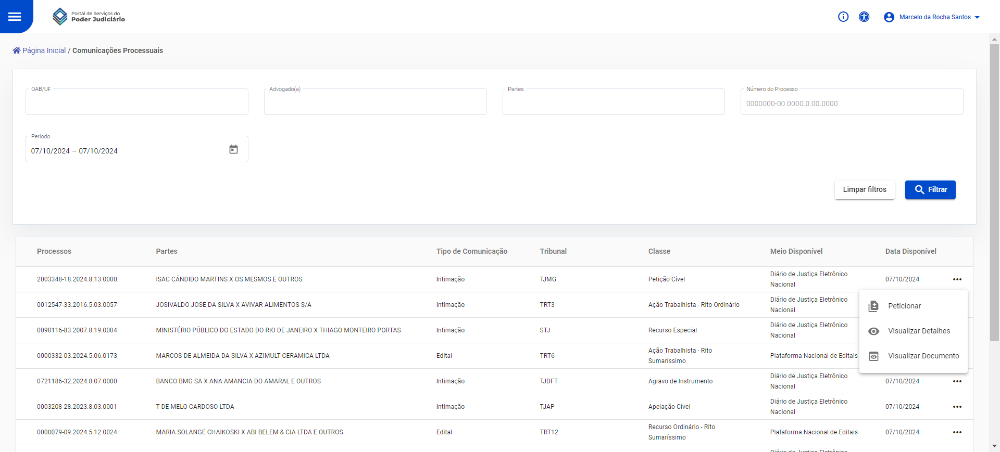 Portal de Serviços do
Poder Judiciário
Marcelo da Rocha Santos
Página Inicial / Comunicações Processuais
OAB/UF
Advogado(a)
Partes
Número do Processo
0000000-00.0000.0.00.0000
Período
07/10/2024 – 07/10/2024
Limpar filtros
Filtrar
Processos Partes Tipo de Comunicação Tribunal Classe Meio Disponível Data Disponível
2003348-18.2024.8.13.0000 ISAC CÁNDIDO MARTINS X OS MESMOS E OUTROS Intimação TJMG Petição Cível Diário de Justiça Eletrônico Nacional 07/10/2024
0012547-33.2016.5.03.0057 JOSIVALDO JOSE DA SILVA X AVIVAR ALIMENTOS S/A Intimação TRT3 Ação Trabalhista - Rito Ordinário Diário de Justiça Eletrônico Nacional
0098116-83.2007.8.19.0004 MINISTÉRIO PÚBLICO DO ESTADO DO RIO DE JANEIRO X THIAGO MONTEIRO PORTAS Intimação STJ Recurso Especial Diário de Justiça Eletrônico Nacional
0000332-03.2024.5.06.0173 MARCOS DE ALMEIDA DA SILVA X AZIMULT CERAMICA LTDA Edital TRT6 Ação Trabalhista - Rito Sumaríssimo Plataforma Nacional de Editais
0721186-32.2024.8.07.0000 BANCO BMG SA X ANA AMANCIA DO AMARAL E OUTROS Intimação TJDFT Agravo de Instrumento Diário de Justiça Eletrônico Nacional 07/10/2024
0003208-28.2023.8.03.0001 T DE MELO CARDOSO LTDA Intimação TJAP Apelação Cível Diário de Justiça Eletrônico Nacional 07/10/2024
0000079-09.2024.5.12.0024 MARIA SOLANGE CHAIKOSKI X ABI BELEM & CIA LTDA E OUTROS Edital TRT12 Recurso Ordinário - Rito Sumaríssimo Plataforma Nacional de Editais 07/10/2024
Diário de Justiça Eletrônico
Peticionar
Visualizar Detalhes
Visualizar Documento